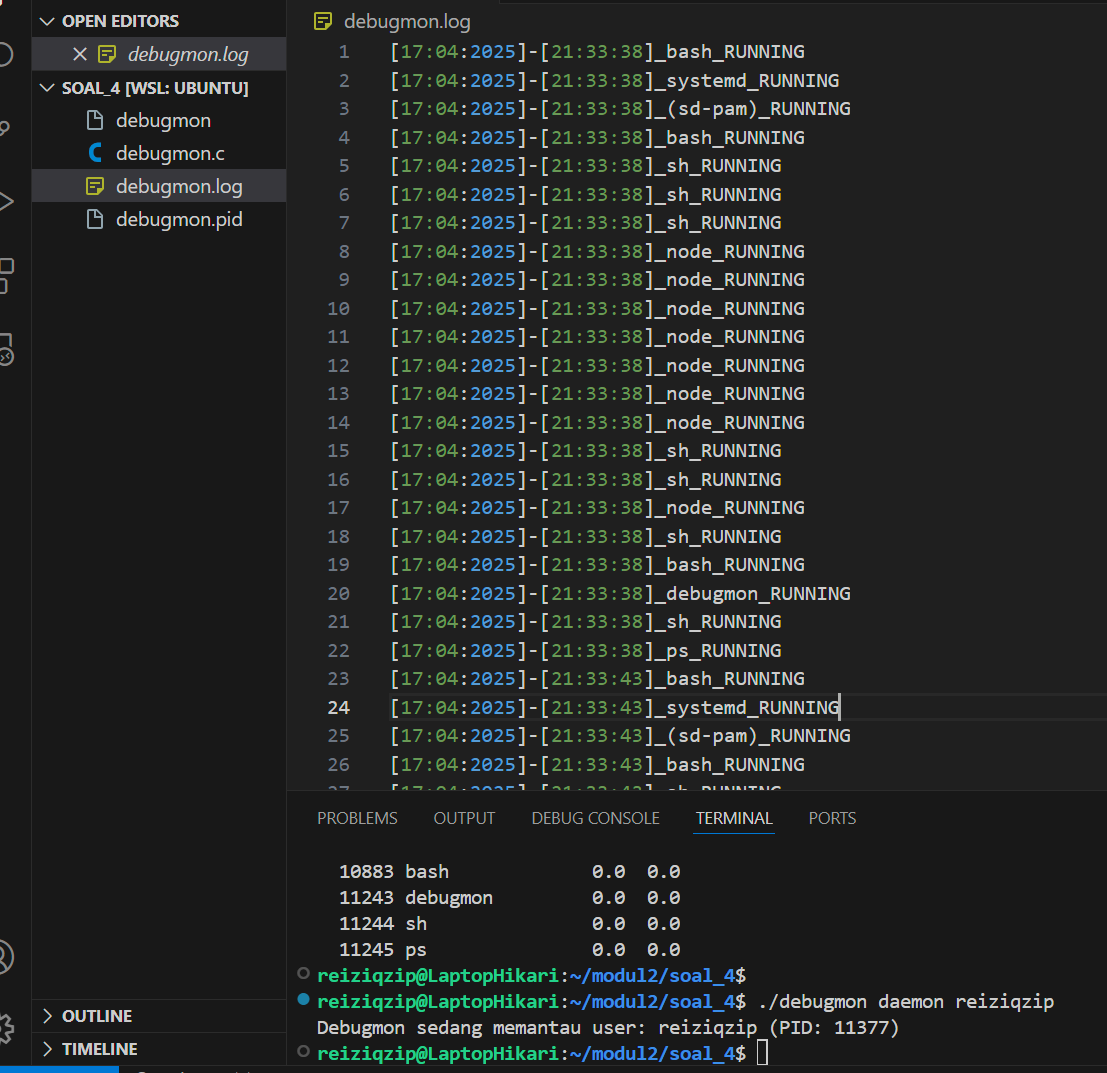 OPEN EDITORS
debugmon.log
SOAL_4 [WSL: UBUNTU]
debugmon
debugmon.c
debugmon.log
debugmon.pid
OUTLINE
TIMELINE
debugmon.log
1 [17:04:2025]-[21:33:38]_bash_RUNNING
2 [17:04:2025]-[21:33:38]_systemd_RUNNING
3 [17:04:2025]-[21:33:38]_(sd-pam)_RUNNING
4 [17:04:2025]-[21:33:38]_bash_RUNNING
5 [17:04:2025]-[21:33:38]_sh_RUNNING
6 [17:04:2025]-[21:33:38]_sh_RUNNING
7 [17:04:2025]-[21:33:38]_sh_RUNNING
8 [17:04:2025]-[21:33:38]_node_RUNNING
9 [17:04:2025]-[21:33:38]_node_RUNNING
10 [17:04:2025]-[21:33:38]_node_RUNNING
11 [17:04:2025]-[21:33:38]_node_RUNNING
12 [17:04:2025]-[21:33:38]_node_RUNNING
13 [17:04:2025]-[21:33:38]_node_RUNNING
14 [17:04:2025]-[21:33:38]_node_RUNNING
15 [17:04:2025]-[21:33:38]_sh_RUNNING
16 [17:04:2025]-[21:33:38]_sh_RUNNING
17 [17:04:2025]-[21:33:38]_node_RUNNING
18 [17:04:2025]-[21:33:38]_sh_RUNNING
19 [17:04:2025]-[21:33:38]_bash_RUNNING
20 [17:04:2025]-[21:33:38]_debugmon_RUNNING
21 [17:04:2025]-[21:33:38]_sh_RUNNING
22 [17:04:2025]-[21:33:38]_ps_RUNNING
23 [17:04:2025]-[21:33:43]_bash_RUNNING
24 [17:04:2025]-[21:33:43]_systemd_RUNNING
25 [17:04:2025]-[21:33:43]_(sd-pam)_RUNNING
26 [17:04:2025]-[21:33:43]_bash_RUNNING
27 [17:04:2025]-[21:33:43]_sh_RUNNING
PROBLEMS OUTPUT DEBUG CONSOLE TERMINAL PORTS
10883 bash 0.0 0.0
11243 debugmon 0.0 0.0
11244 sh 0.0 0.0
11245 ps 0.0 0.0
reiziqzip@LaptopHikari:~/modul2/soal_4$
reiziqzip@LaptopHikari:~/modul2/soal_4$ ./debugmon daemon reiziqzip
Debugmon sedang memantau user: reiziqzip (PID: 11377)
reiziqzip@LaptopHikari:~/modul2/soal_4$